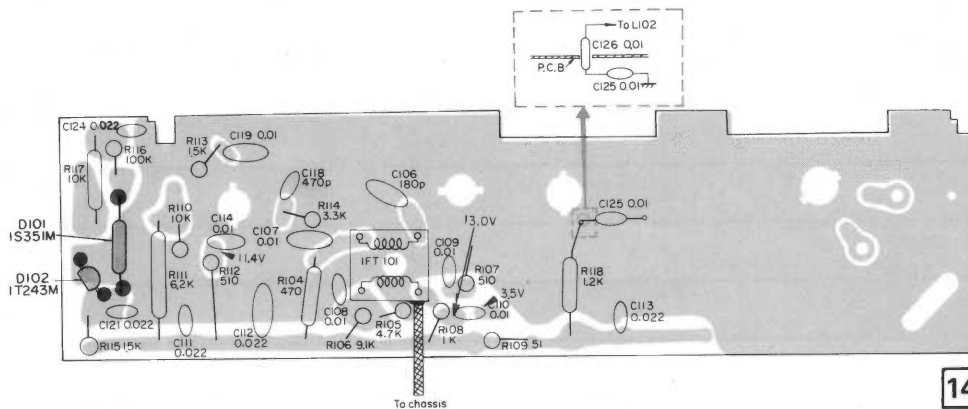 To L102
C126 0.01
P.C.B
C125 0.01
C124 0.022
R116
100K
R113
1.5K
C119 0.01
R117
10K
C118
470p
C106
180p
R110
10K
C114
0.01
R114
3.3K
C107
0.01
13.0V
C125 0.01
D101
1S351M
11.4V
IFT 101
C109
0.01
R107
510
D102
1T243M
R111
6.2K
R112
510
R104
470
3.5V
R118
1.2K
C121 0.022
C108
0.01
C110
0.01
C113
0.022
R115 1.5K
C111
0.022
C112
0.022
R106 9.1K
R105
4.7K
R108
1K
R109 51
To chassis
14